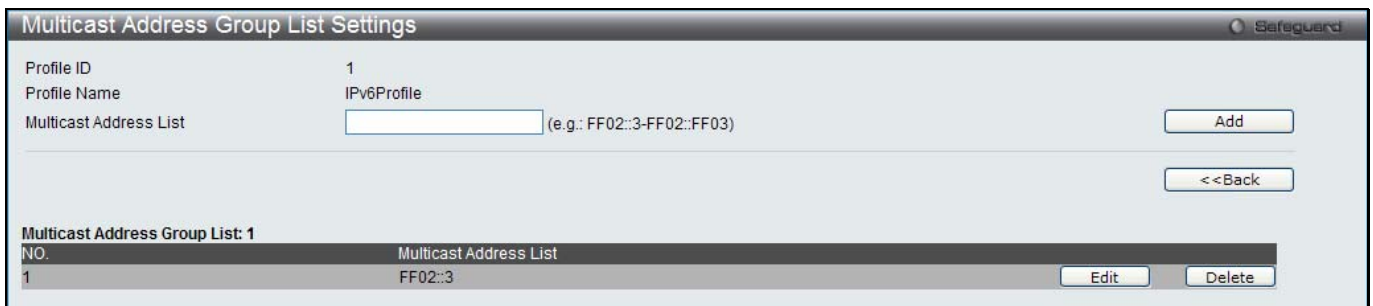 Multicast Address Group List Settings Safeguard
Profile ID 1
Profile Name IPv6Profile
Multicast Address List (e.g.: FF02::3-FF02::FF03) Add
<<Back
Multicast Address Group List: 1
NO. Multicast Address List
1 FF02::3 Edit Delete